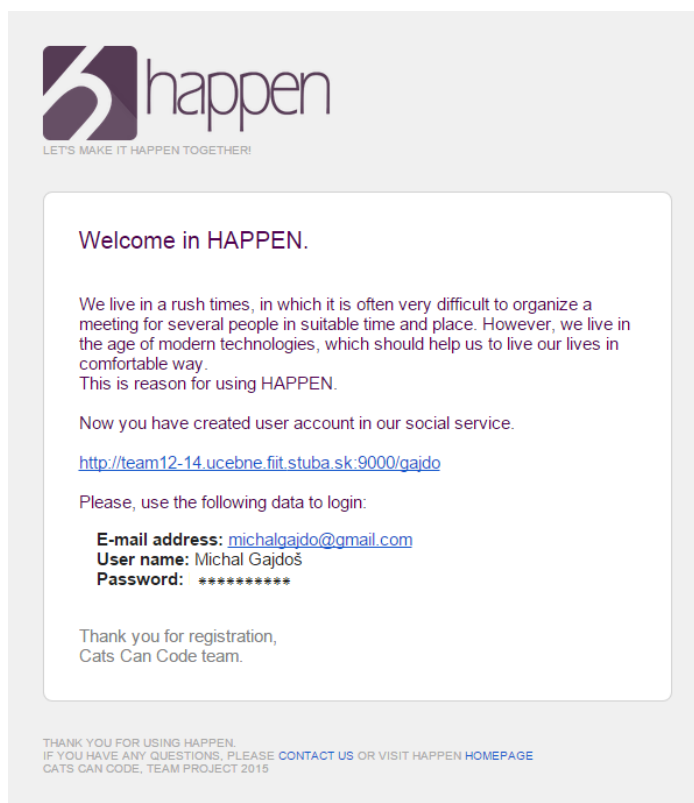 happen
LET'S MAKE IT HAPPEN TOGETHER!
Welcome in HAPPEN.
We live in a rush times, in which it is often very difficult to organize a
meeting for several people in suitable time and place. However, we live in
the age of modern technologies, which should help us to live our lives in
comfortable way.
This is reason for using HAPPEN.
Now you have created user account in our social service.
http://team12-14.ucebne.fiit.stuba.sk:9000/gajdo
Please, use the following data to login:
E-mail address: michalgajdo@gmail.com
User name: Michal Gajdoš
Password: **********
Thank you for registration,
Cats Can Code team.
THANK YOU FOR USING HAPPEN.
IF YOU HAVE ANY QUESTIONS, PLEASE CONTACT US OR VISIT HAPPEN HOMEPAGE
CATS CAN CODE, TEAM PROJECT 2015